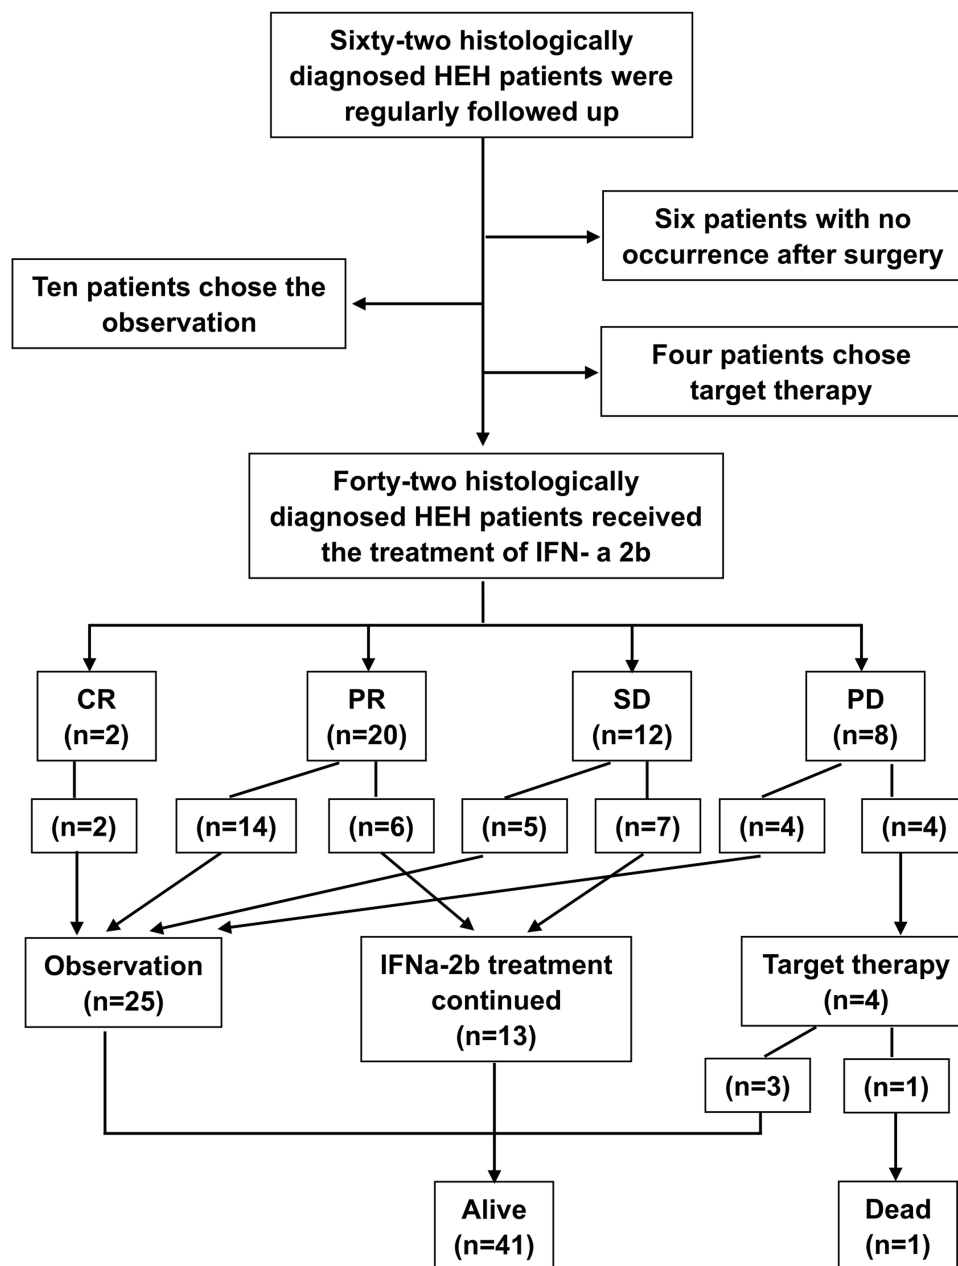 Sixty-two histologically
diagnosed HEH patients were
regularly followed up
Six patients with no
occurrence after surgery
Ten patients chose the
observation
Four patients chose
target therapy
Forty-two histologically
diagnosed HEH patients received
the treatment of IFN- a 2b
CR
(n=2)
PR
(n=20)
SD
(n=12)
PD
(n=8)
(n=2)
(n=14)
(n=6)
(n=5)
(n=7)
(n=4)
(n=4)
Observation
(n=25)
IFNa-2b treatment
continued
(n=13)
Target therapy
(n=4)
(n=3)
(n=1)
Alive
(n=41)
Dead
(n=1)